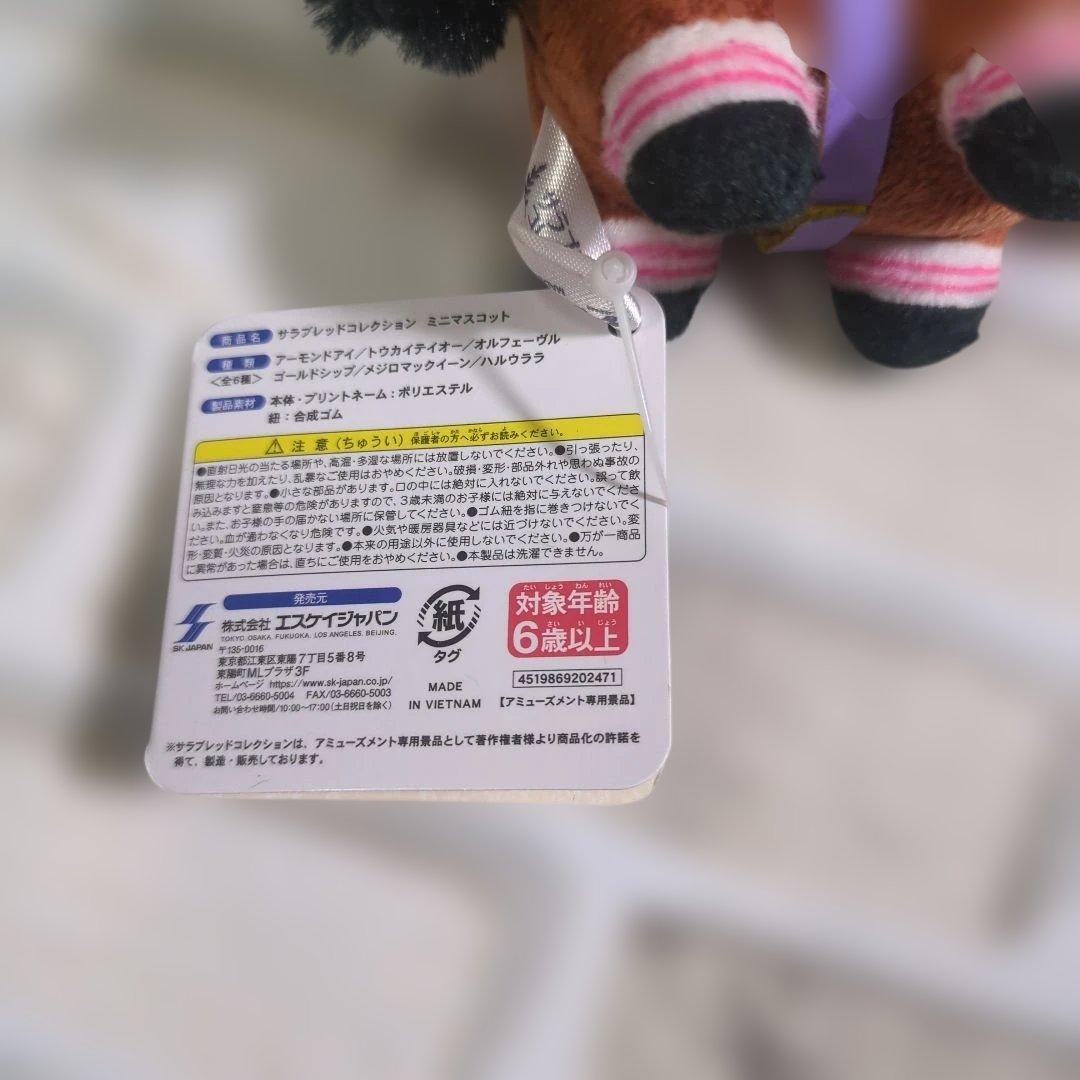 商品名 サラブレッドコレクション ミニマスコット
種類 アーモンドアイ／トウカイテイオー／オルフェーヴル
＜全6種＞ ゴールドシップ／メジロマックイーン／ハルウララ
製品素材 本体・プリントネーム：ポリエステル
紐：合成ゴム
⚠ 注意（ちゅうい） 保護者の方へ必ずお読みください。
●直射日光の当たる場所や、高温・多湿な場所には放置しないでください。●引っ張ったり、
無理な力を加えたり、乱暴なご使用はおやめください。破損・変形・部品外れや思わぬ事故の
原因となります。●小さな部品があります。口の中には絶対に入れないでください。誤って飲
み込みますと窒息等の危険がありますので、3歳未満のお子様には絶対に与えないでくださ
い。また、お子様の手の届かない場所に保管してください。●ゴム紐を指に巻きつけないでく
ださい。血が通わなくなり危険です。●火気や暖房器具などには近づけないでください。変
形・変質・火災の原因となります。●本来の用途以外に使用しないでください。●万が一商品
に異常があった場合は、直ちにご使用をおやめください。●本製品は洗濯できません。
発売元
SK JAPAN
株式会社 エスケイジャパン
TOKYO. OSAKA. FUKUOKA. LOS ANGELES. BEIJING.
〒135-0016
東京都江東区東陽7丁目5番8号
東陽町MLプラザ3F
ホームページ https://www.sk-japan.co.jp/
TEL/03-6660-5004 FAX/03-6660-5003
お問い合わせ時間/10:00〜17:00(土日祝日を除く)
紙
タグ
MADE
IN VIETNAM
たいしょうねんれい
対象年齢
さいいじょう
6歳以上
4519869202471
【アミューズメント専用景品】
※サラブレッドコレクションは、アミューズメント専用景品として著作権者様より商品化の許諾を
得て、製造・販売しております。